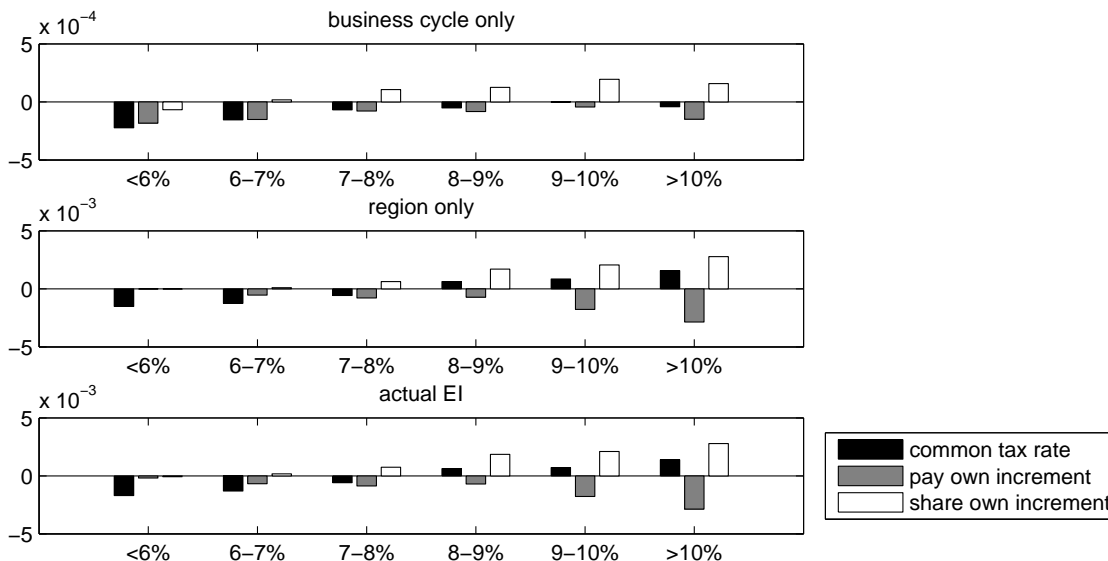 business cycle only
x 10−4
5
0
−5
<6% 6−7% 7−8% 8−9% 9−10% >10%
region only
x 10−3
5
0
−5
<6% 6−7% 7−8% 8−9% 9−10% >10%
actual EI
x 10−3
5
0
−5
<6% 6−7% 7−8% 8−9% 9−10% >10%
common tax rate
pay own increment
share own increment